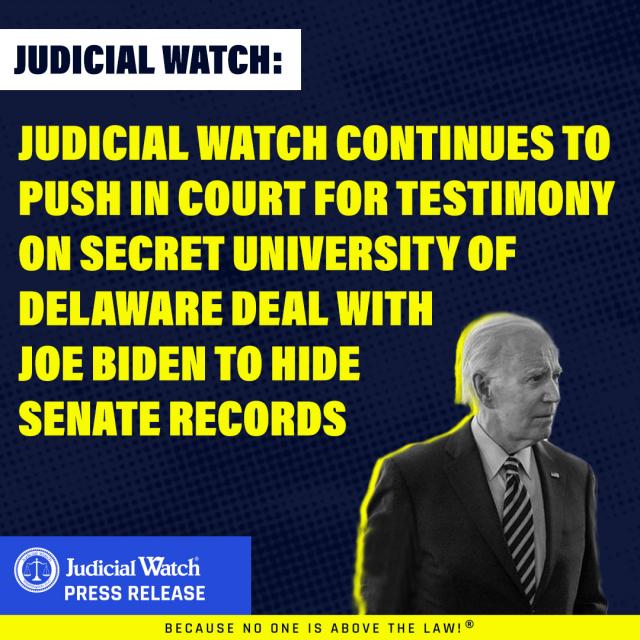 JUDICIAL WATCH:
JUDICIAL WATCH CONTINUES TO
PUSH IN COURT FOR TESTIMONY
ON SECRET UNIVERSITY OF
DELAWARE DEAL WITH
JOE BIDEN TO HIDE
SENATE RECORDS
Judicial Watch®
PRESS RELEASE
BECAUSE NO ONE IS ABOVE THE LAW!®